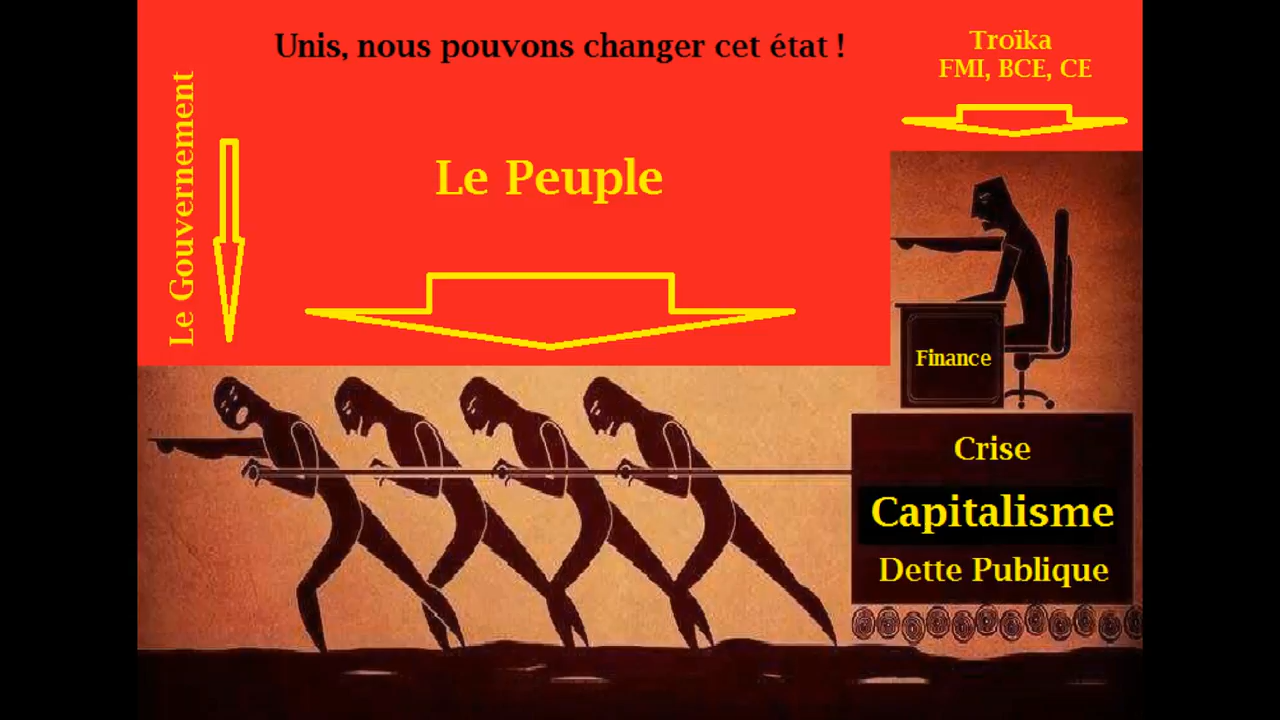 Unis, nous pouvons changer cet état !
Troïka
FMI, BCE, CE
Le Gouvernement
Le Peuple
Finance
Crise
Capitalisme
Dette Publique